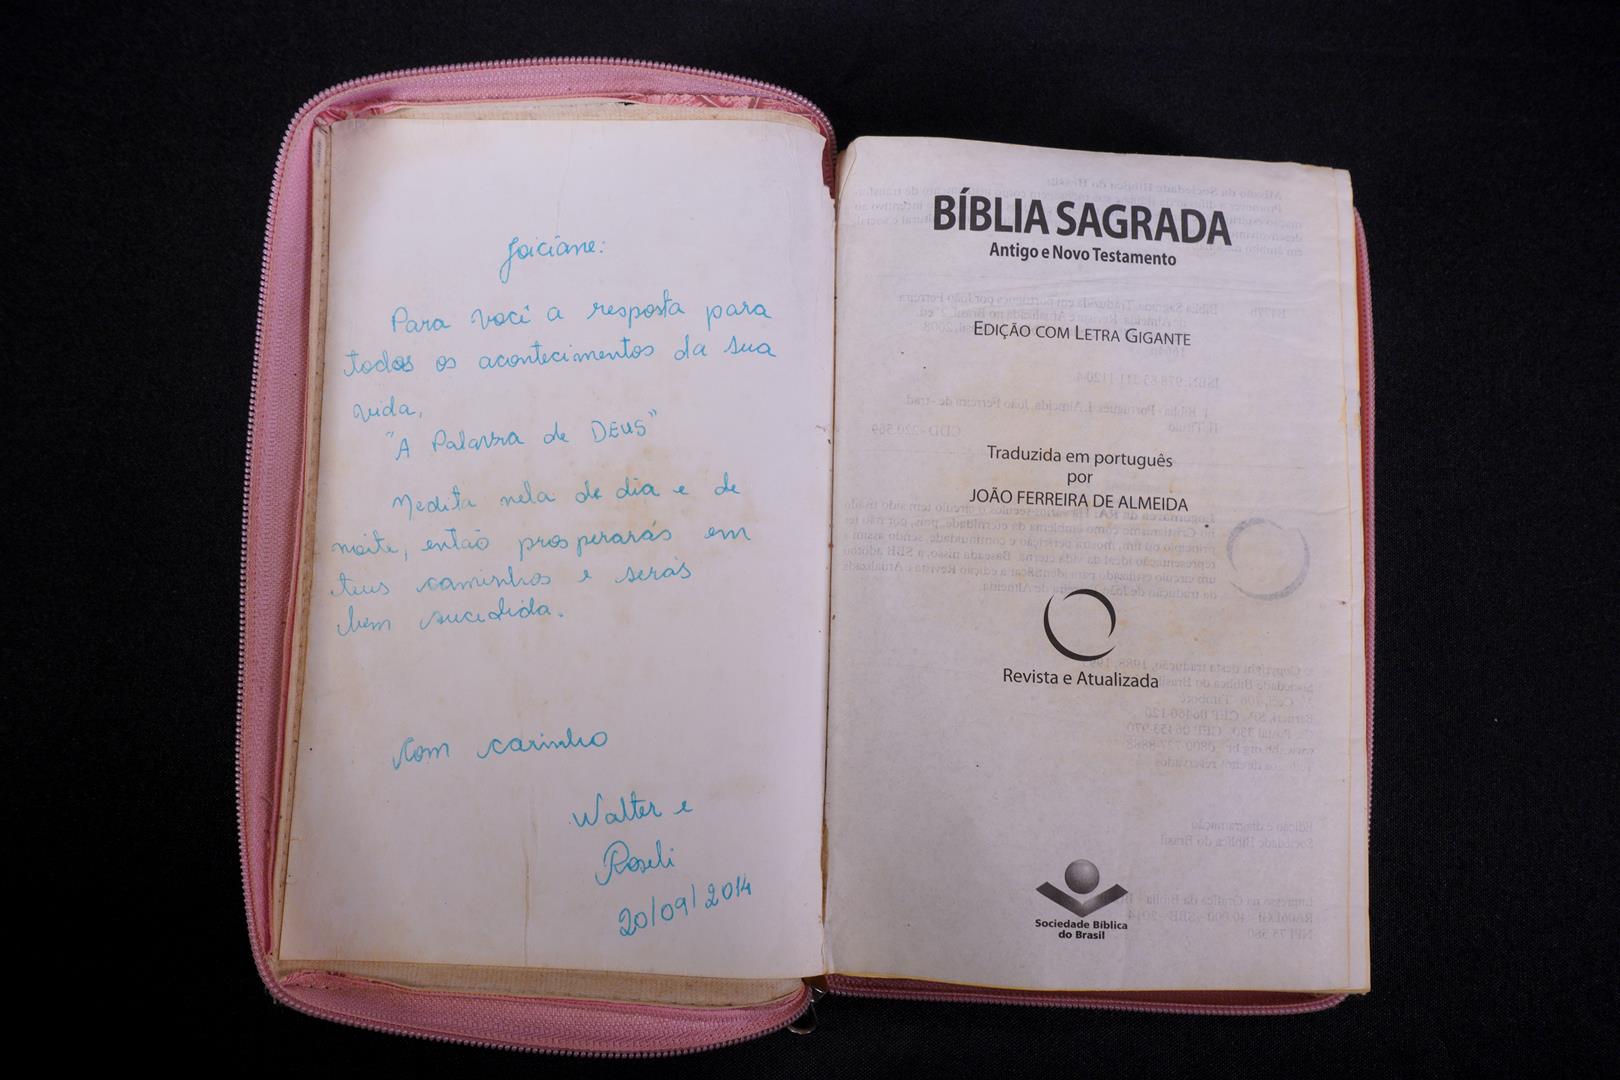 Joiciane:
Para você a resposta para
todos os acontecimentos da sua
vida,
"A Palavra de DEUS"
Medita nela de dia e de
noite, então prosperarás em
teus caminhos e serás
bem sucedida.
Com carinho
Walter e
Roseli
20/09/2014
BÍBLIA SAGRADA
Antigo e Novo Testamento
EDIÇÃO COM LETRA GIGANTE
Traduzida em português
por
JOÃO FERREIRA DE ALMEIDA
Revista e Atualizada
Sociedade Bíblica
do Brasil